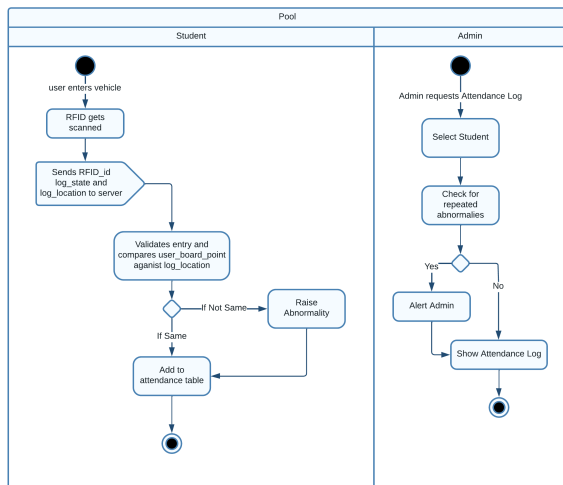 Pool
Student
Admin
user enters vehicle
RFID gets
scanned
Sends RFID_id
log_state and
log_location to server
Validates entry and
compares user_board_point
aganist log_location
If Not Same
Raise
Abnormality
If Same
Add to
attendance table
Admin requests Attendance Log
Select Student
Check for
repeated
abnormalies
Yes
No
Alert Admin
Show Attendance Log